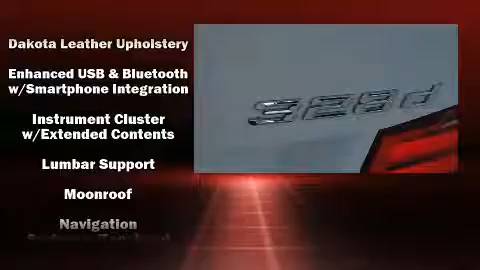 Dakota Leather Upholstery
Enhanced USB & Bluetooth
w/Smartphone Integration
Instrument Cluster
w/Extended Contents
Lumbar Support
Moonroof
Navigation
328d